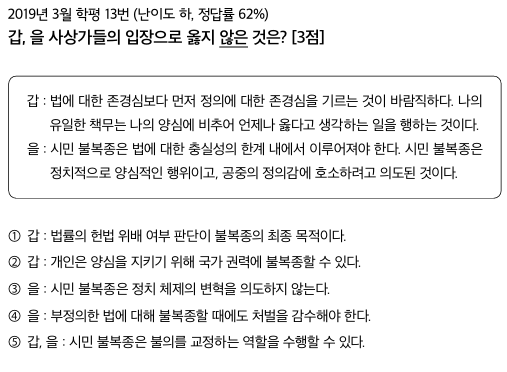 2019년 3월 학평 13번 (난이도 하, 정답률 62%)
갑, 을 사상가들의 입장으로 옳지 않은 것은? [3점]
갑 : 법에 대한 존경심보다 먼저 정의에 대한 존경심을 기르는 것이 바람직하다. 나의
유일한 책무는 나의 양심에 비추어 언제나 옳다고 생각하는 일을 행하는 것이다.
을 : 시민 불복종은 법에 대한 충실성의 한계 내에서 이루어져야 한다. 시민 불복종은
정치적으로 양심적인 행위이고, 공중의 정의감에 호소하려고 의도된 것이다.
① 갑 : 법률의 헌법 위배 여부 판단이 불복종의 최종 목적이다.
② 갑 : 개인은 양심을 지키기 위해 국가 권력에 불복종할 수 있다.
③ 을 : 시민 불복종은 정치 체제의 변혁을 의도하지 않는다.
④ 을 : 부정의한 법에 대해 불복종할 때에도 처벌을 감수해야 한다.
⑤ 갑, 을 : 시민 불복종은 불의를 교정하는 역할을 수행할 수 있다.